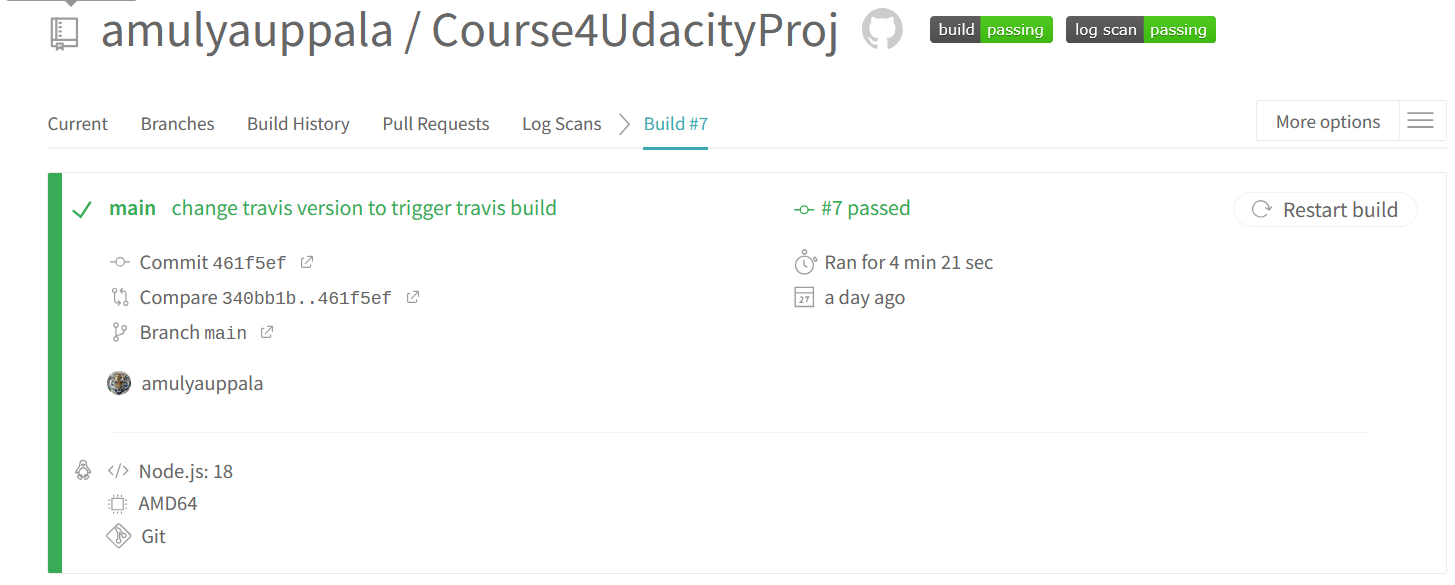 amulyauppala / Course4UdacityProj build passing log scan passing
Current Branches Build History Pull Requests Log Scans Build #7 More options
main change travis version to trigger travis build #7 passed Restart build
Commit 461f5ef Ran for 4 min 21 sec
Compare 340bb1b..461f5ef 27 a day ago
Branch main
amulyauppala
</> Node.js: 18
AMD64
Git